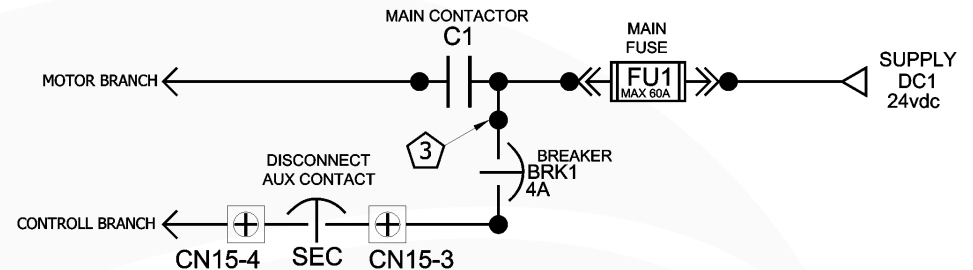 MAIN CONTACTOR
C1
MAIN
FUSE
FU1
MAX 60A
SUPPLY
DC1
24vdc
MOTOR BRANCH
3
BREAKER
BRK1
4A
DISCONNECT
AUX CONTACT
CONTROLL BRANCH
CN15-4
SEC
CN15-3